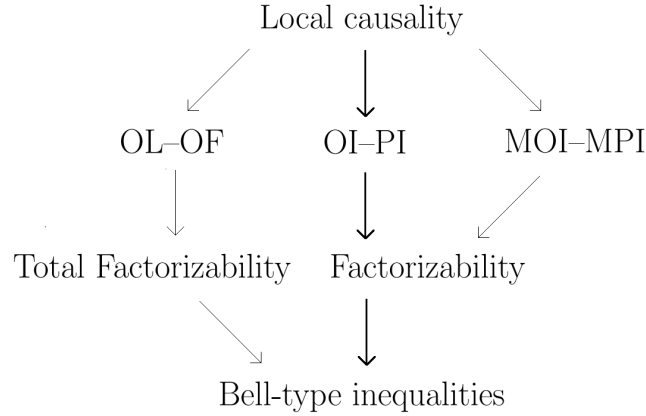 Local causality
OL–OF OI–PI MOI–MPI
Total Factorizability Factorizability
Bell-type inequalities